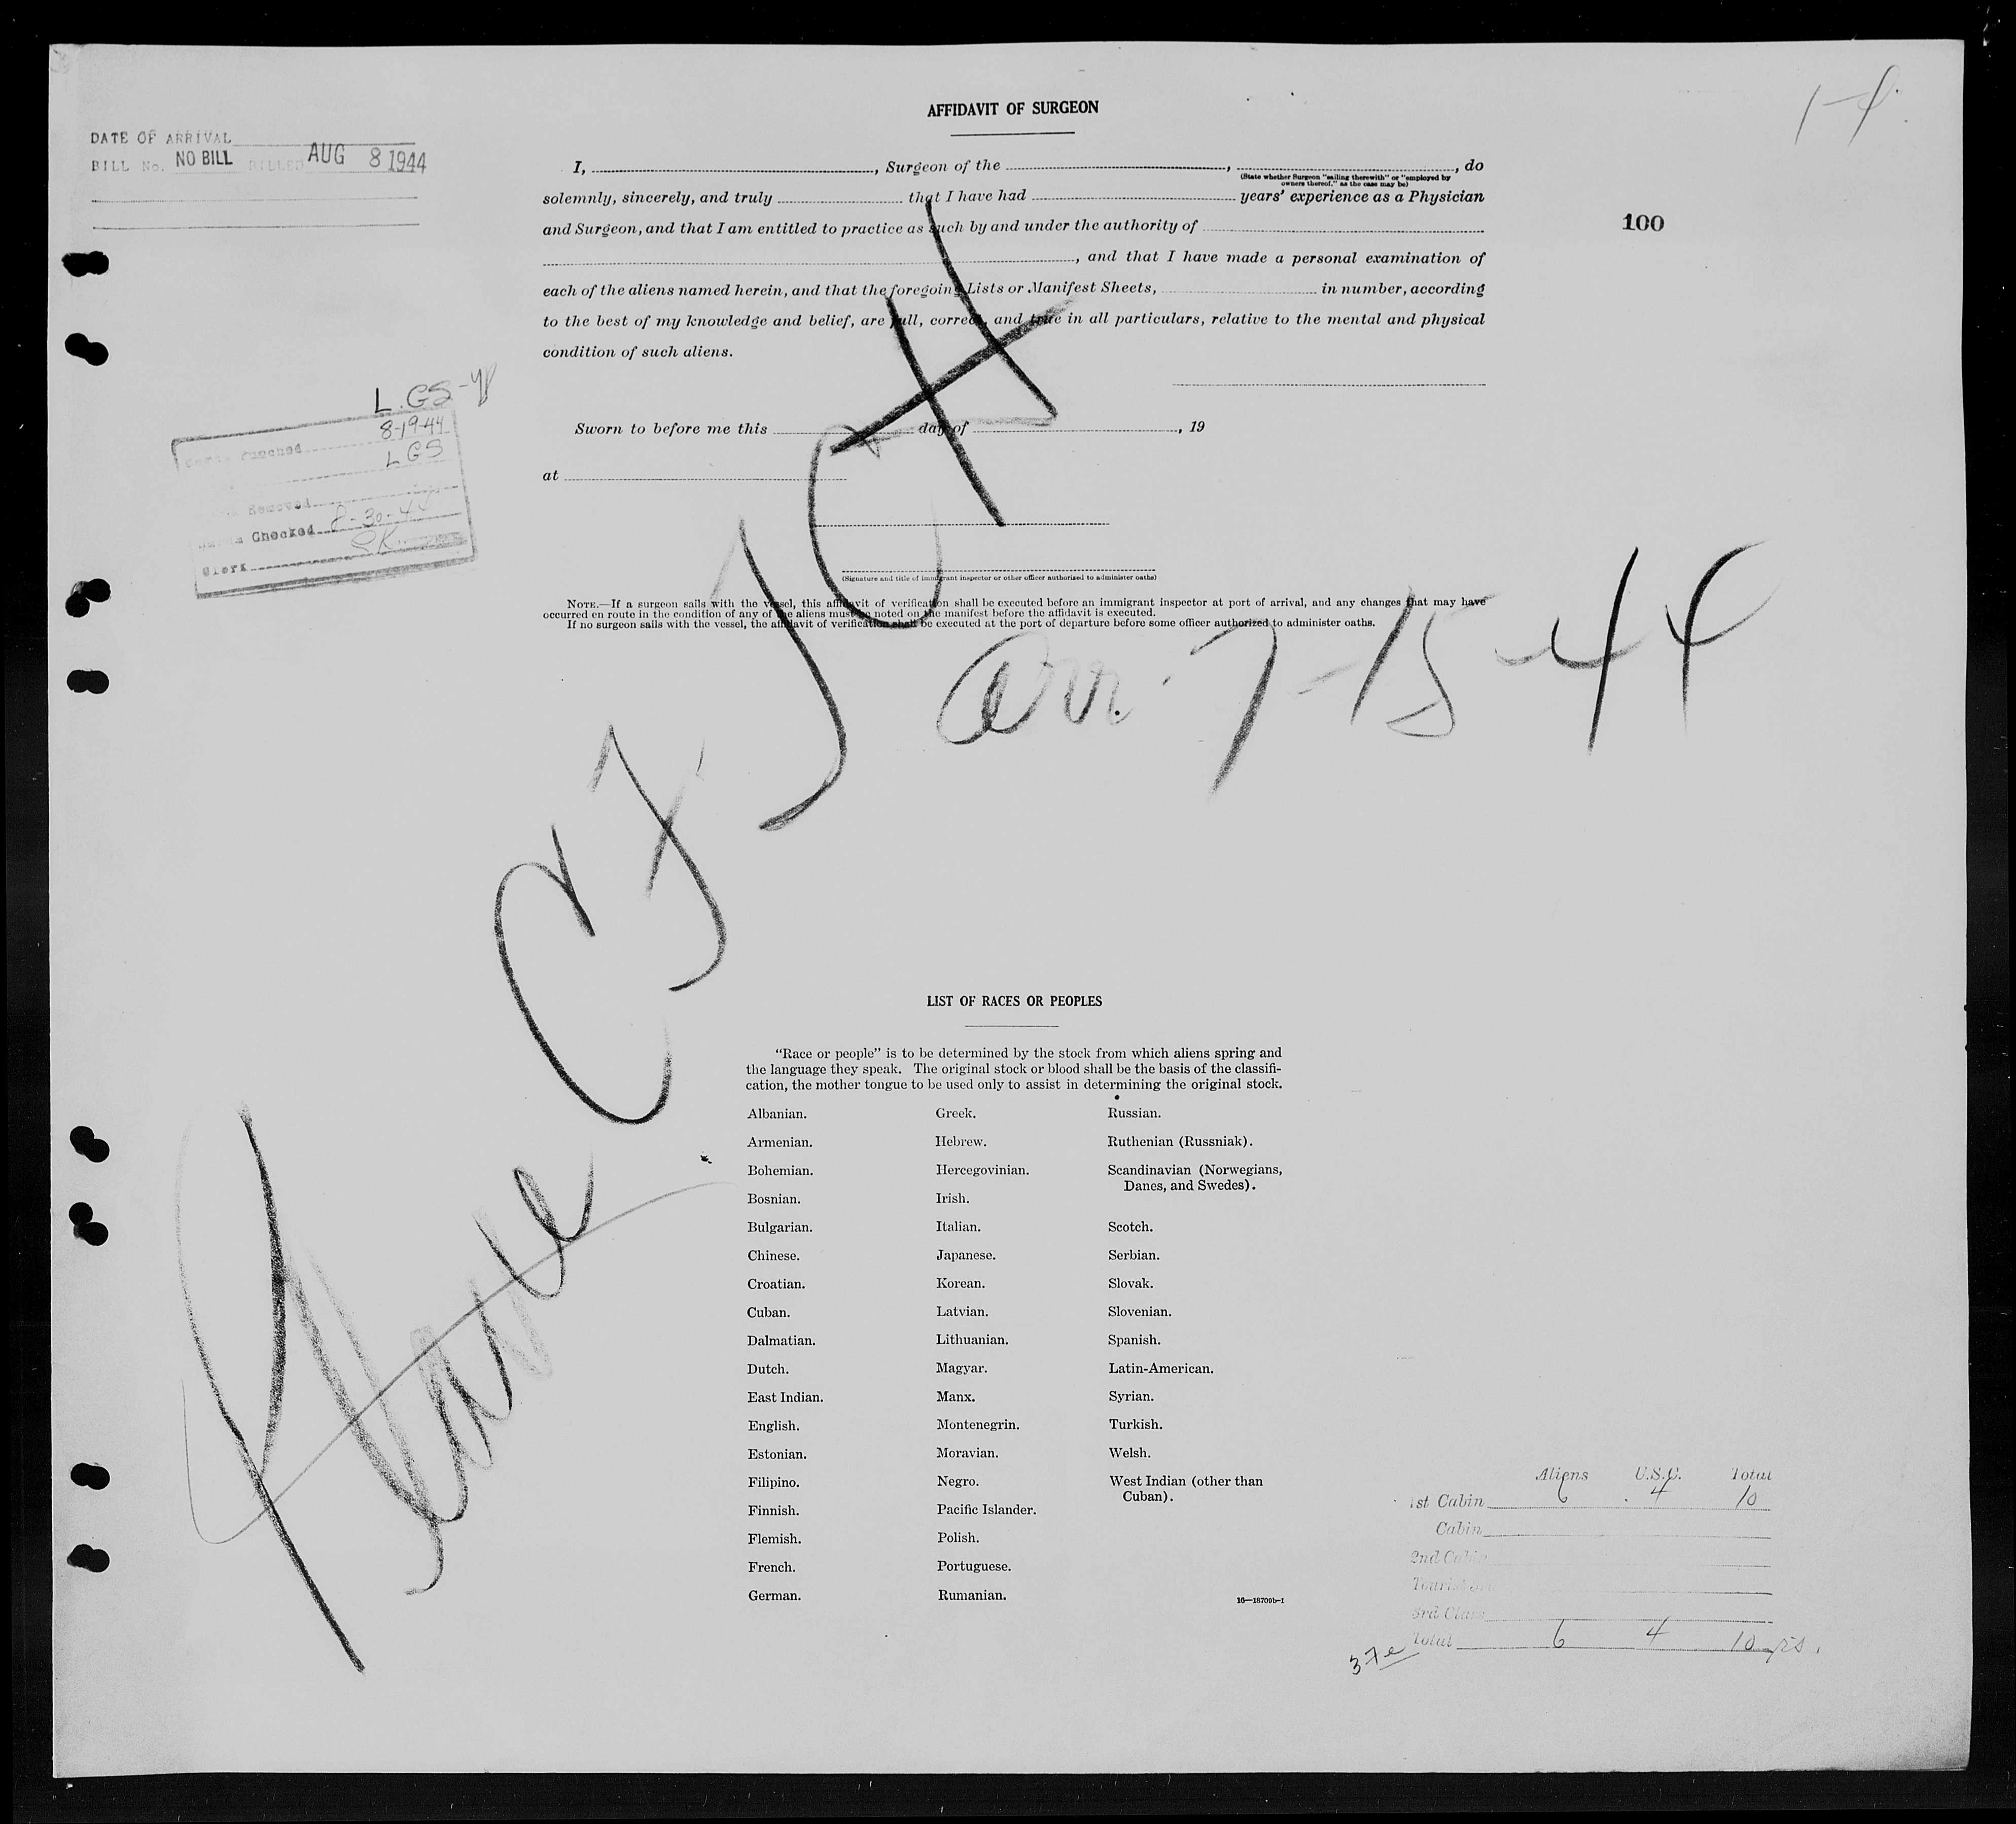 AFFIDAVIT OF SURGEON
1-
DATE OF ARRIVAL
BILL No. NO BILL BILLED AUG 8 1944
I, , Surgeon of the , , do
(State whether Surgeon "sailing therewith" or "employed by
owners thereof," as the case may be)
solemnly, sincerely, and truly that I have had years' experience as a Physician
and Surgeon, and that I am entitled to practice as such by and under the authority of
100
, and that I have made a personal examination of
each of the aliens named herein, and that the foregoing Lists or Manifest Sheets, in number, according
to the best of my knowledge and belief, are full, correct, and true in all particulars, relative to the mental and physical
condition of such aliens.
L.GS
Punched 8-19-44
LGS
Removed
Checked 8-30-44
Clerk
Sworn to before me this day of , 19
at
(Signature and title of immigrant inspector or other officer authorized to administer oaths)
NOTE.—If a surgeon sails with the vessel, this affidavit of verification shall be executed before an immigrant inspector at port of arrival, and any changes that may have
occurred en route in the condition of any of the aliens must be noted on the manifest before the affidavit is executed.
If no surgeon sails with the vessel, the affidavit of verification shall be executed at the port of departure before some officer authorized to administer oaths.
Plane
arr. 7-15-44
LIST OF RACES OR PEOPLES
"Race or people" is to be determined by the stock from which aliens spring and
the language they speak. The original stock or blood shall be the basis of the classifi-
cation, the mother tongue to be used only to assist in determining the original stock.
Albanian. Greek. Russian.
Armenian. Hebrew. Ruthenian (Russniak).
Bohemian. Hercegovinian. Scandinavian (Norwegians,
Danes, and Swedes).
Bosnian. Irish.
Bulgarian. Italian. Scotch.
Chinese. Japanese. Serbian.
Croatian. Korean. Slovak.
Cuban. Latvian. Slovenian.
Dalmatian. Lithuanian. Spanish.
Dutch. Magyar. Latin-American.
East Indian. Manx. Syrian.
English. Montenegrin. Turkish.
Estonian. Moravian. Welsh.
Filipino. Negro. West Indian (other than
Cuban).
Finnish. Pacific Islander.
Flemish. Polish.
French. Portuguese.
German. Rumanian.
16—18709b-1
Aliens U.S.C. Total
1st Cabin 6 4 10
Cabin
2nd Cabin
Tourist
3rd Class
Total 6 4 10